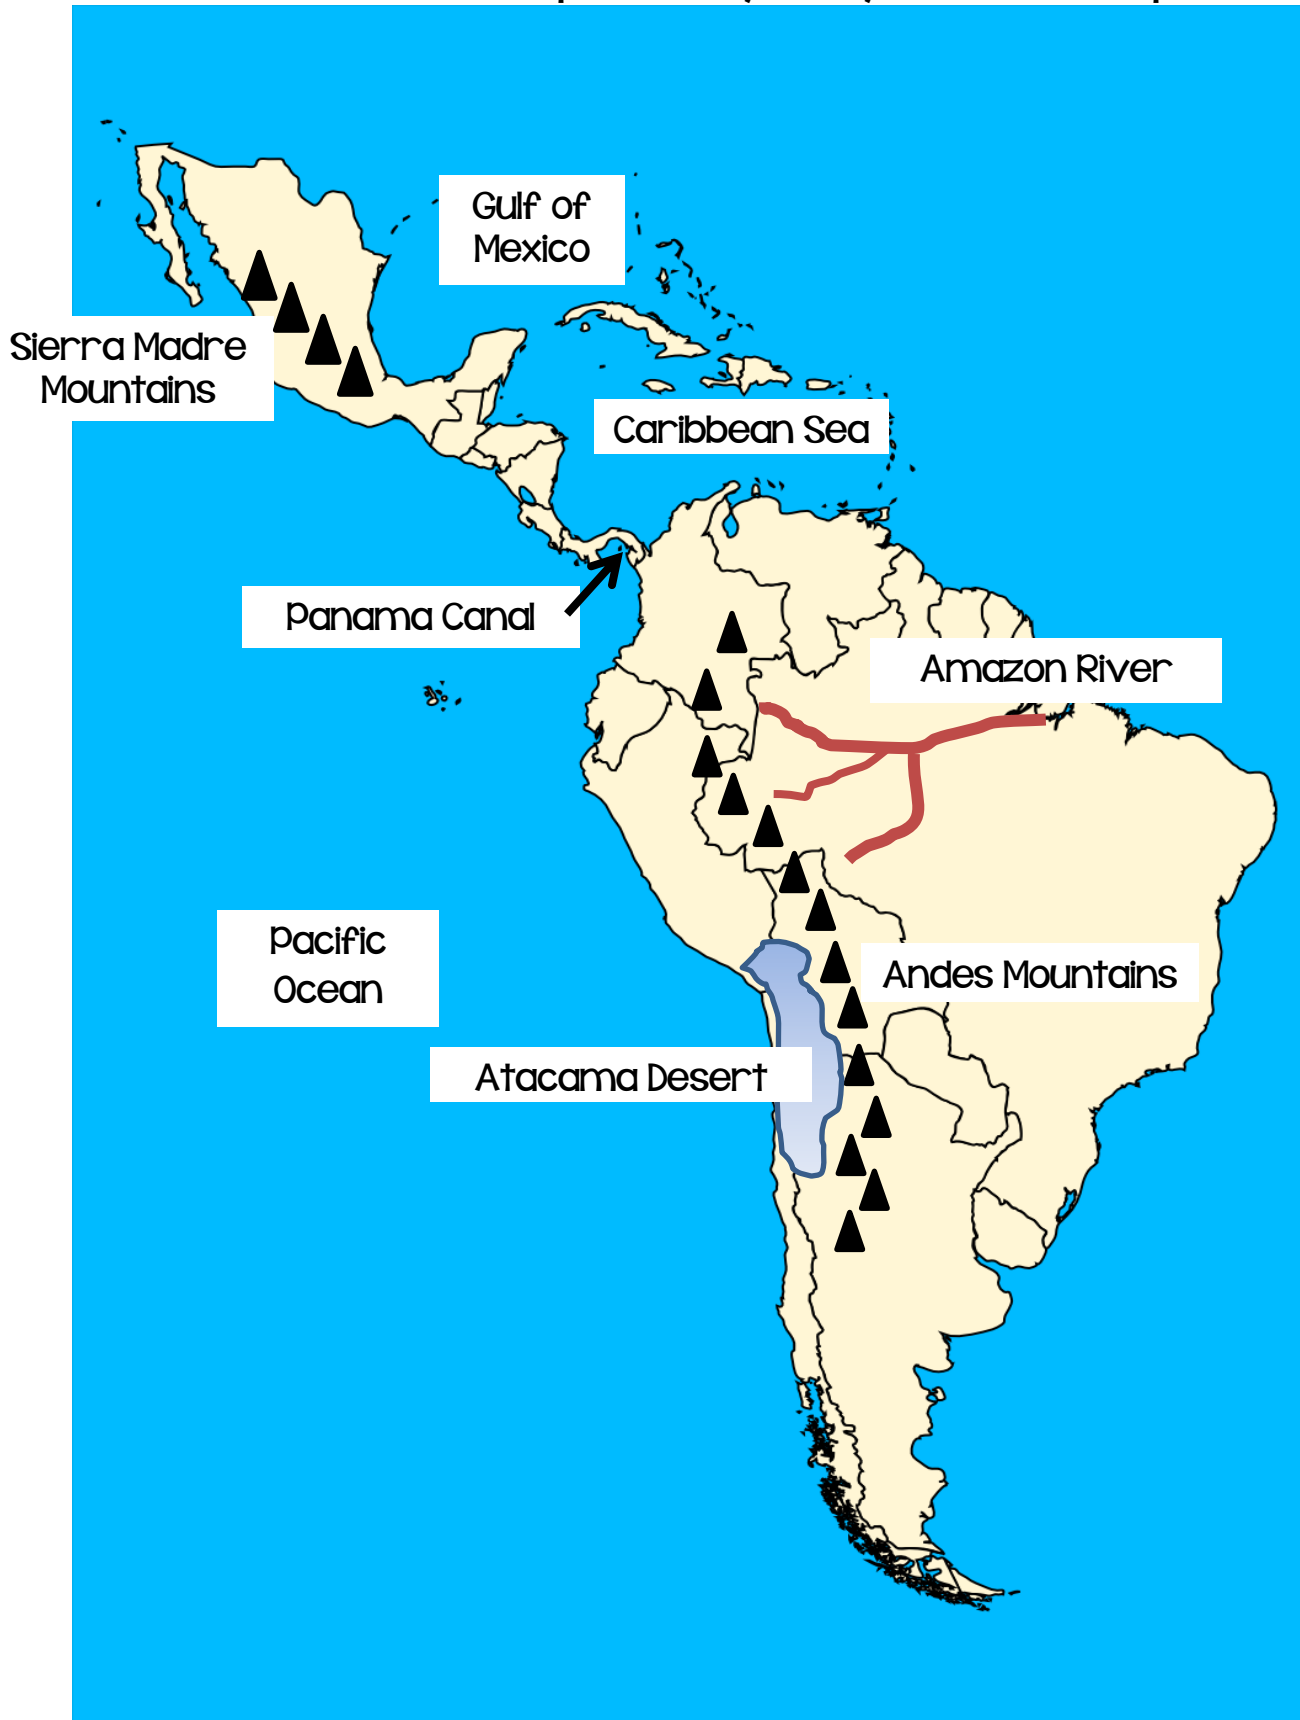 Gulf of
Mexico
Sierra Madre
Mountains
Caribbean Sea
Panama Canal
Amazon River
Pacific
Ocean
Andes Mountains
Atacama Desert